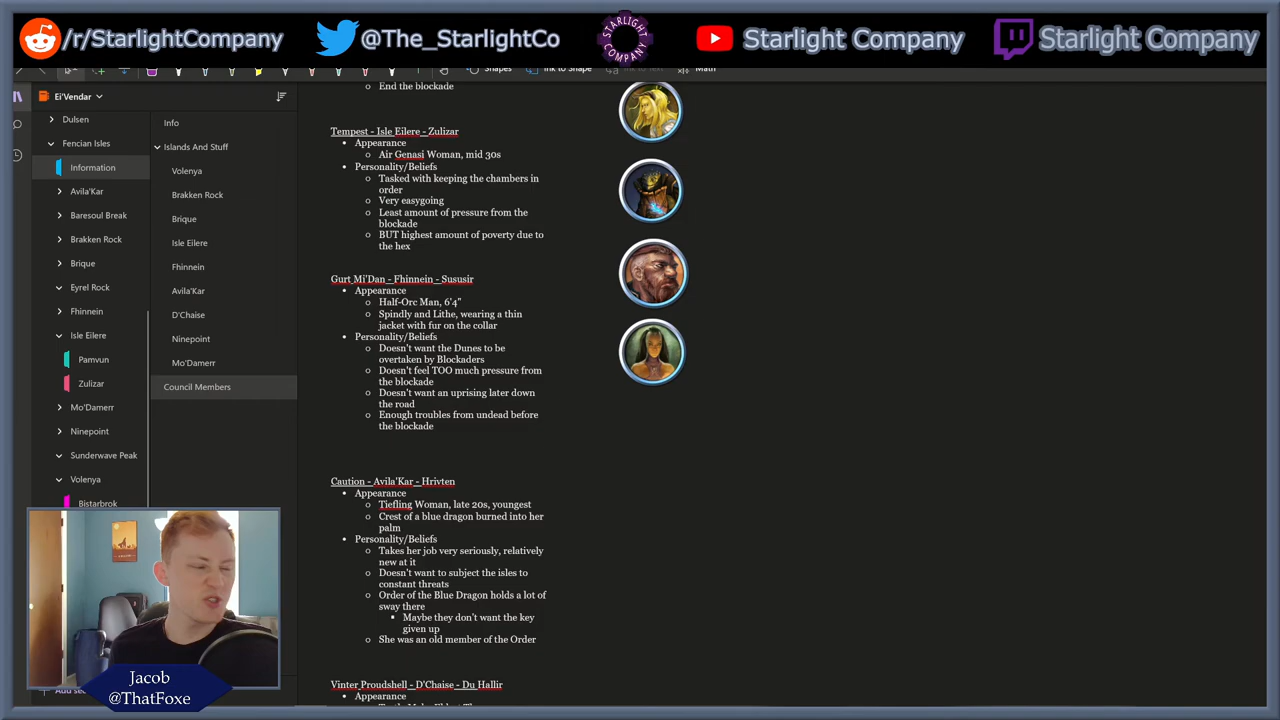 /r/StarlightCompany
@The_StarlightCo
STARLIGHT COMPANY
Starlight Company
Starlight Company
Shapes
Ink to Shape
Ink to Text
Math
Ei'Vendar
Dulsen
Fencian Isles
Information
Avila'Kar
Baresoul Break
Brakken Rock
Brique
Eyrel Rock
Fhinnein
Isle Eilere
Pamvun
Zulizar
Mo'Damerr
Ninepoint
Sunderwave Peak
Volenya
Bistarbrok
Info
Islands And Stuff
Volenya
Brakken Rock
Brique
Isle Eilere
Fhinnein
Avila'Kar
D'Chaise
Ninepoint
Mo'Damerr
Council Members
End the blockade
Tempest - Isle Eilere - Zulizar
Appearance
Air Genasi Woman, mid 30s
Personality/Beliefs
Tasked with keeping the chambers in
order
Very easygoing
Least amount of pressure from the
blockade
BUT highest amount of poverty due to
the hex
Gurt Mi'Dan - Fhinnein - Sususir
Appearance
Half-Orc Man, 6'4"
Spindly and Lithe, wearing a thin
jacket with fur on the collar
Personality/Beliefs
Doesn't want the Dunes to be
overtaken by Blockaders
Doesn't feel TOO much pressure from
the blockade
Doesn't want an uprising later down
the road
Enough troubles from undead before
the blockade
Caution - Avila'Kar - Hrivten
Appearance
Tiefling Woman, late 20s, youngest
Crest of a blue dragon burned into her
palm
Personality/Beliefs
Takes her job very seriously, relatively
new at it
Doesn't want to subject the isles to
constant threats
Order of the Blue Dragon holds a lot of
sway there
Maybe they don't want the key
given up
She was an old member of the Order
Vinter Proudshell - D'Chaise - Du Hallir
Appearance
Add sec
Jacob
@ThatFoxe